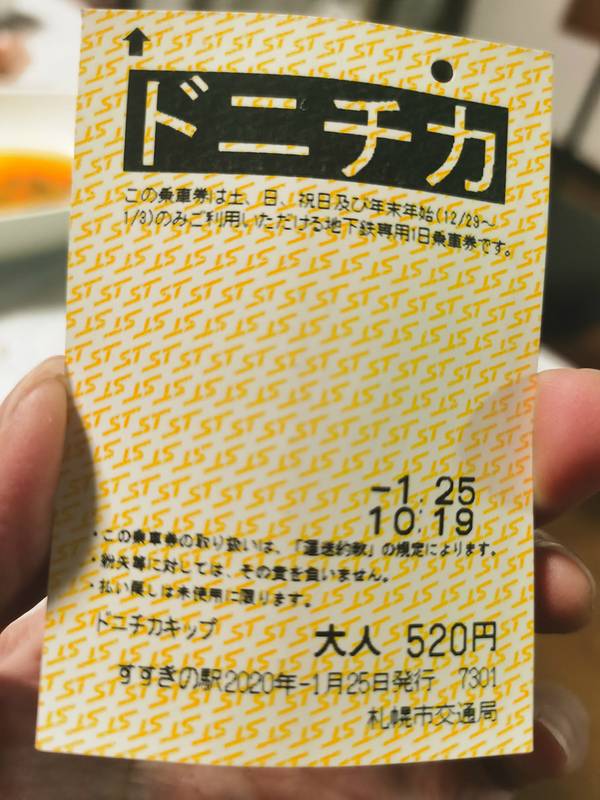 ドニチカ
この乗車券は土、日、祝日及び年末年始(12/29～
1/3)のみご利用いただける地下鉄専用1日乗車券です。
-1.25
10:19
・この乗車券の取り扱いは、「運送約款」の規定によります。
・紛失等に対しては、その責を負いません。
・払い戻しは未使用に限ります。
ドニチカキップ
大人 520円
すすきの駅2020年-1月25日発行 7301
札幌市交通局